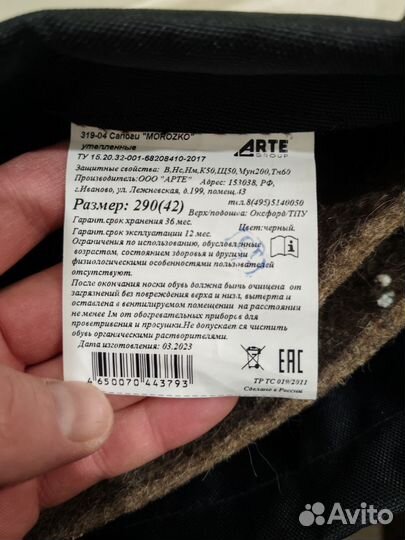 319-04 Сапоги "MOROZKO"
утепленные
ARTE
GROUP
ТУ 15.20.32-001-68208410-2017
Защитные свойства: В,Нс,Нм,К50,Щ50,Мун200,Тн60
Производитель:ООО "АРТЕ" Адрес: 153038, РФ,
г.Иваново, ул. Лежневская, д.199, помещ.13
Размер: 290(42)
тел.8(495)5140050
Верх/подошва: Оксфорд/ТПУ
Гарант.срок хранения 36 мес.
Цвет:черный.
Гарант.срок эксплуатации 12 мес.
Ограничения по использованию, обусловленные
возрастом, состоянием здоровья и другими
физиологическими особенностями пользователей
отсутствуют.
После окончания носки обувь должна бычь очищена от
загрязнений без повреждения верха и низа, вытерта и
оставлена в вентилируемом помещении на расстоянии
не менее 1м от обогревательных приборов для
проветривания и просушки.Не допускается чистить
обувь органическими растворителями.
Дата изготовления: 03.2023
4 650070 443793
EAC
ТР ТС 019/2011
Сделано в России
Avito